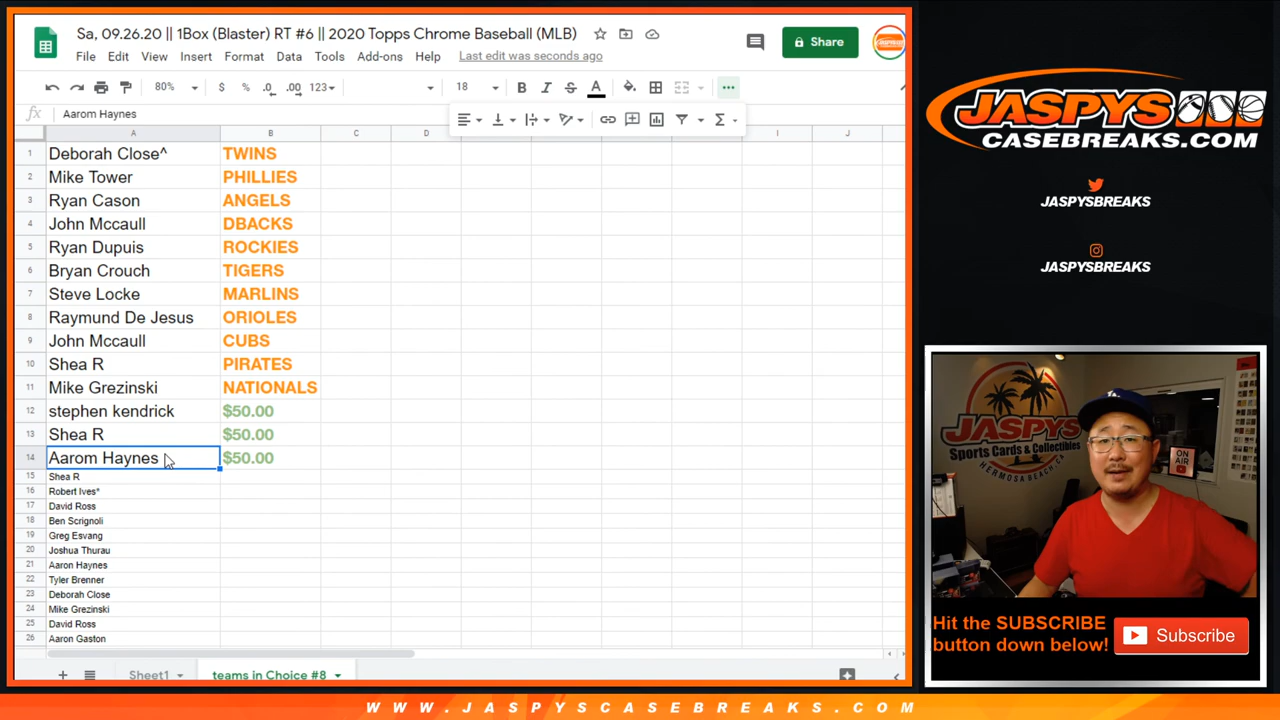 Sa, 09.26.20 || 1Box (Blaster) RT #6 || 2020 Topps Chrome Baseball (MLB)
Share
File Edit View Insert Format Data Tools Add-ons Help Last edit was seconds ago
80% $ % .0 .00 123 18 B I S A
fx Aarom Haynes
A B C D I J
1 Deborah Close^ TWINS
2 Mike Tower PHILLIES
3 Ryan Cason ANGELS
4 John Mccaull DBACKS
5 Ryan Dupuis ROCKIES
6 Bryan Crouch TIGERS
7 Steve Locke MARLINS
8 Raymund De Jesus ORIOLES
9 John Mccaull CUBS
10 Shea R PIRATES
11 Mike Grezinski NATIONALS
12 stephen kendrick $50.00
13 Shea R $50.00
14 Aarom Haynes $50.00
15 Shea R
16 Robert Ives*
17 David Ross
18 Ben Scrignoli
19 Greg Esvang
20 Joshua Thurau
21 Aaron Haynes
22 Tyler Brenner
23 Deborah Close
24 Mike Grezinski
25 David Ross
26 Aaron Gaston
Sheet1 teams in Choice #8
JASPYS
CASEBREAKS.COM
JASPYSBREAKS
JASPYSBREAKS
JASPYS
Sports Cards & Collectibles
HERMOSA BEACH
ON AIR
Hit the SUBSCRIBE
button down below!
Subscribe
WWW.JASPYSCASEBREAKS.COM